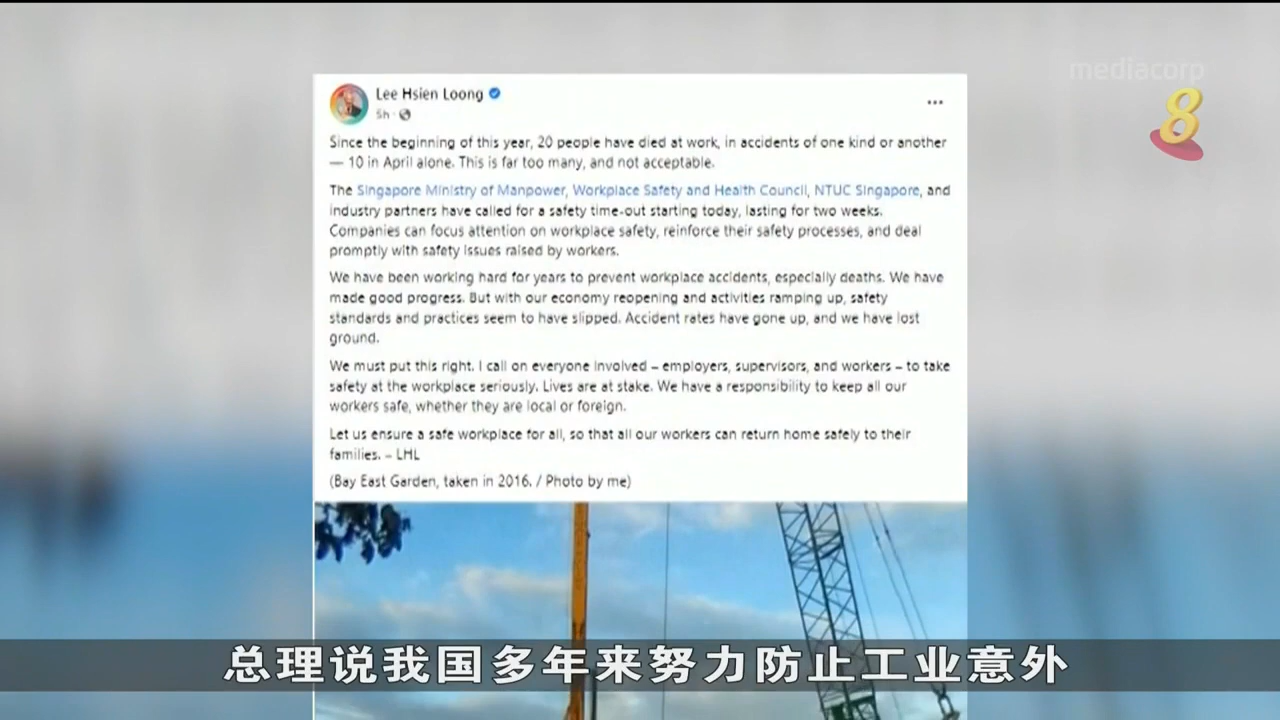 mediacorp
8
Lee Hsien Loong
5h ·
Since the beginning of this year, 20 people have died at work, in accidents of one kind or another
— 10 in April alone. This is far too many, and not acceptable.
The Singapore Ministry of Manpower, Workplace Safety and Health Council, NTUC Singapore, and
industry partners have called for a safety time-out starting today, lasting for two weeks.
Companies can focus attention on workplace safety, reinforce their safety processes, and deal
promptly with safety issues raised by workers.
We have been working hard for years to prevent workplace accidents, especially deaths. We have
made good progress. But with our economy reopening and activities ramping up, safety
standards and practices seem to have slipped. Accident rates have gone up, and we have lost
ground.
We must put this right. I call on everyone involved – employers, supervisors, and workers – to take
safety at the workplace seriously. Lives are at stake. We have a responsibility to keep all our
workers safe, whether they are local or foreign.
Let us ensure a safe workplace for all, so that all our workers can return home safely to their
families. – LHL
(Bay East Garden, taken in 2016. / Photo by me)
总理说我国多年来努力防止工业意外